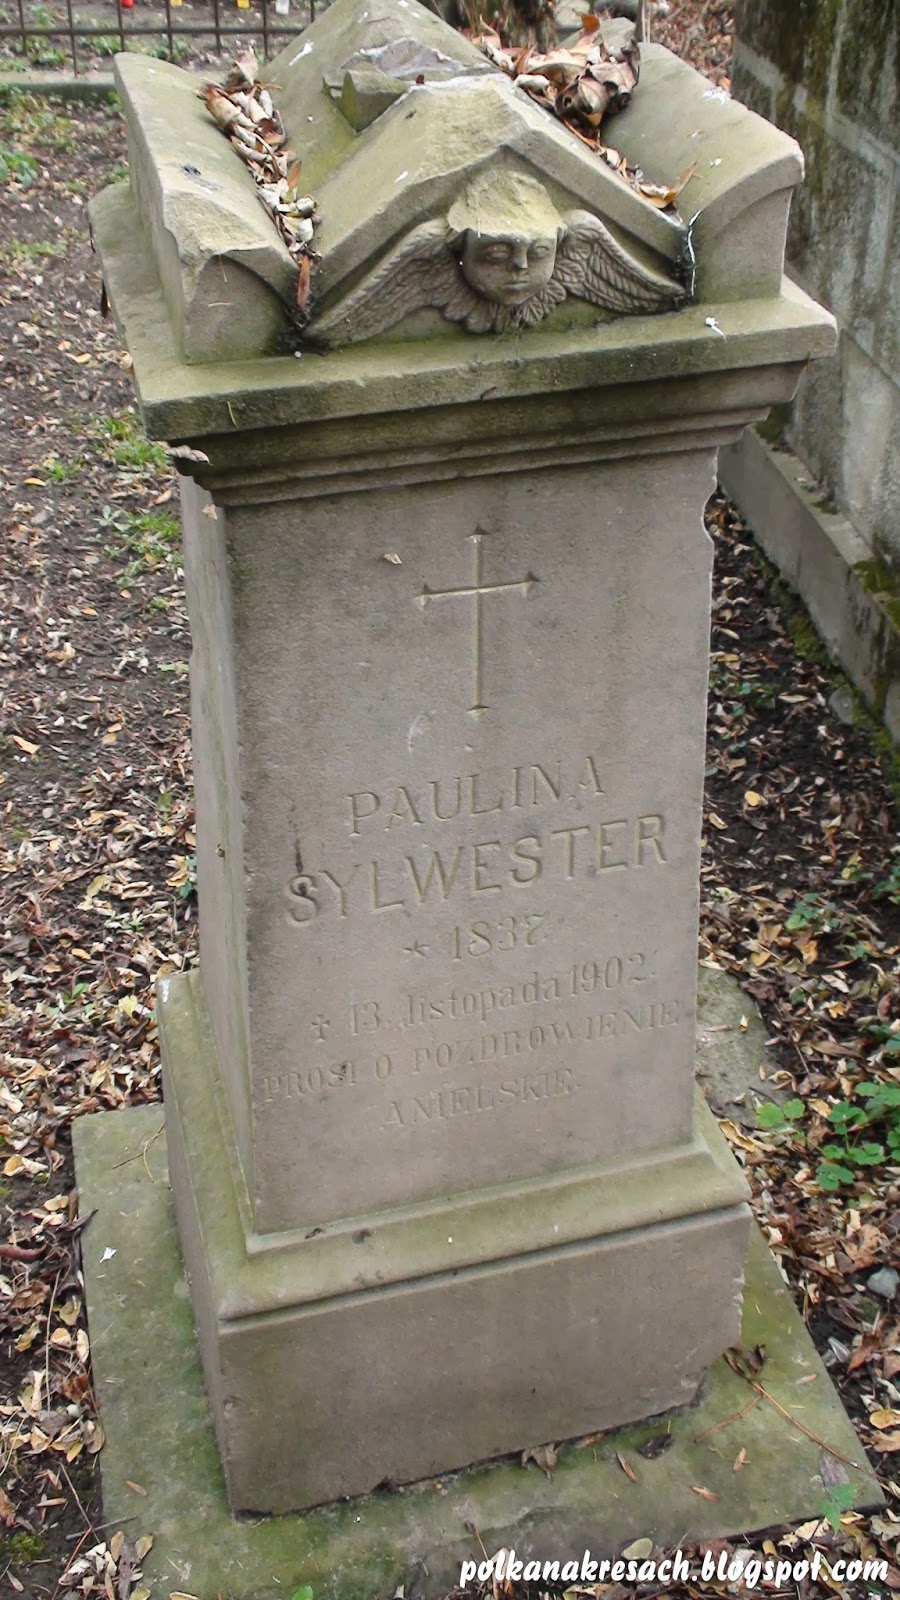 PAULINA
SYLWESTER
* 1837
✝ 13. Listopada 1902.
PROSI O POZDROWIENIE
ANIELSKIE
polkanakresach.blogspot.com